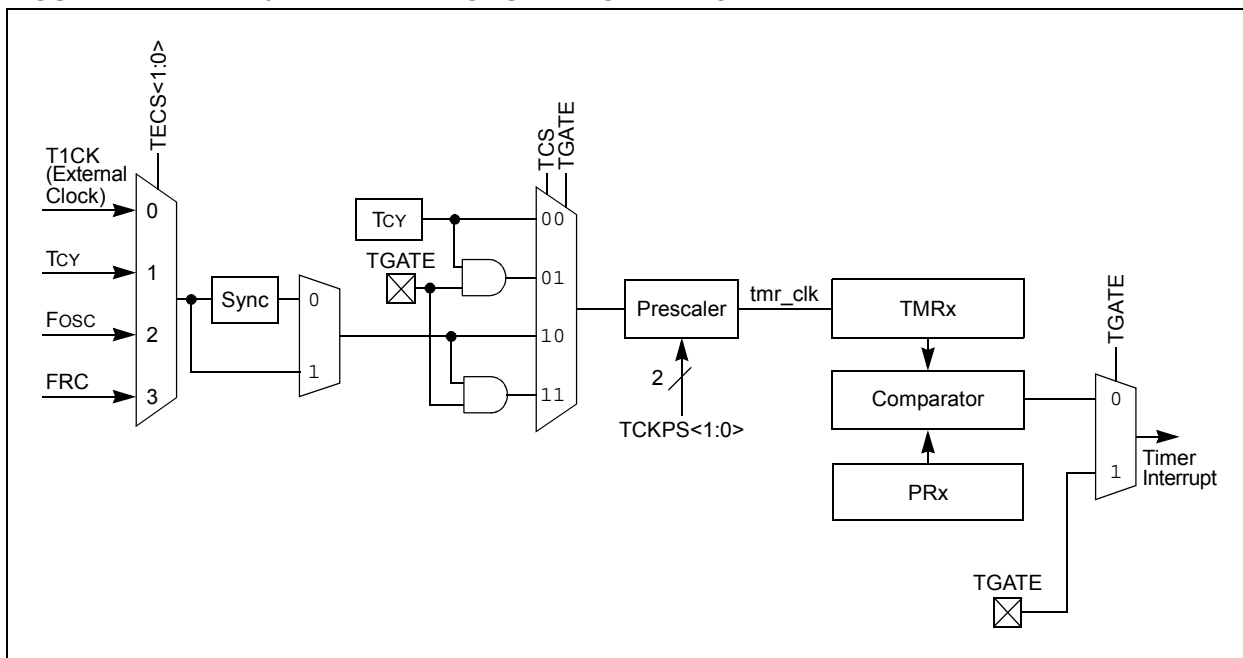 TECS<1:0>
T1CK
(External
Clock)
0
TCY
1
FOSC
2
FRC
3
Sync
0
1
TCY
TGATE
TCS
TGATE
00
01
10
11
Prescaler
2
TCKPS<1:0>
tmr_clk
TMRx
Comparator
PRx
TGATE
0
1
Timer
Interrupt
TGATE